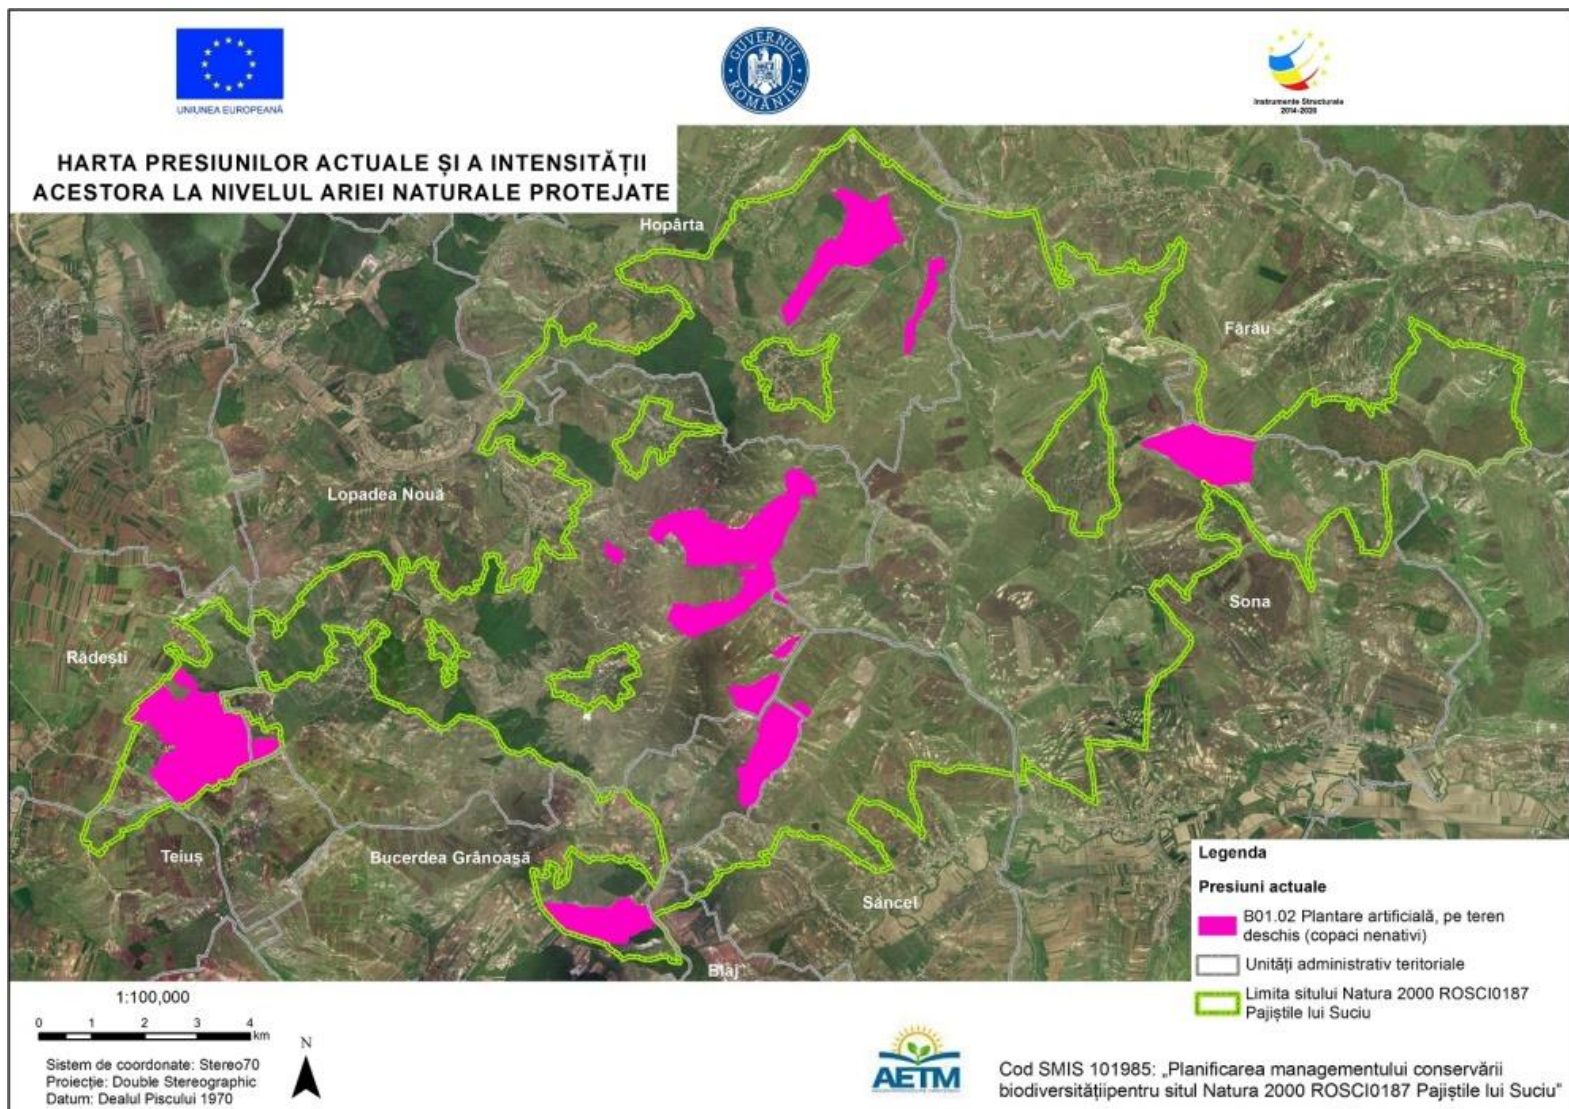 UNIUNEA EUROPEANĂ
GUVERNUL ROMÂNIEI
Instrumente Structurale
2014-2020
HARTA PRESIUNILOR ACTUALE ȘI A INTENSITĂȚII
ACESTORA LA NIVELUL ARIEI NATURALE PROTEJATE
Hopârta
Fărău
Lopadea Nouă
Sona
Rădești
Teiuș
Bucerdea Grânoașă
Sâncel
Blaj
Legenda
Presiuni actuale
B01.02 Plantare artificială, pe teren
deschis (copaci nenativi)
Unități administrativ teritoriale
Limita sitului Natura 2000 ROSCI0187
Pajiștile lui Suciu
1:100,000
0 1 2 3 4
km
N
Sistem de coordonate: Stereo70
Proiecție: Double Stereographic
Datum: Dealul Piscului 1970
AETM
Cod SMIS 101985: „Planificarea managementului conservării
biodiversitățiipentru situl Natura 2000 ROSCI0187 Pajiștile lui Suciu"